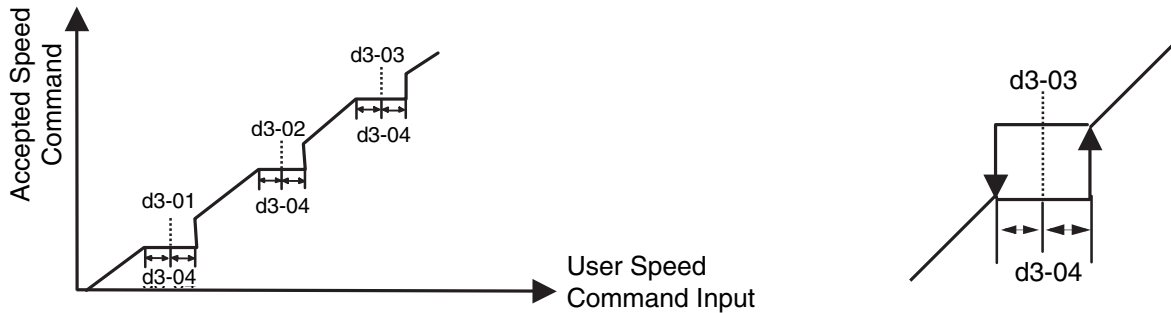 Accepted Speed
Command
d3-03
d3-04
d3-02
d3-04
d3-01
d3-04
User Speed
Command Input
d3-03
d3-04